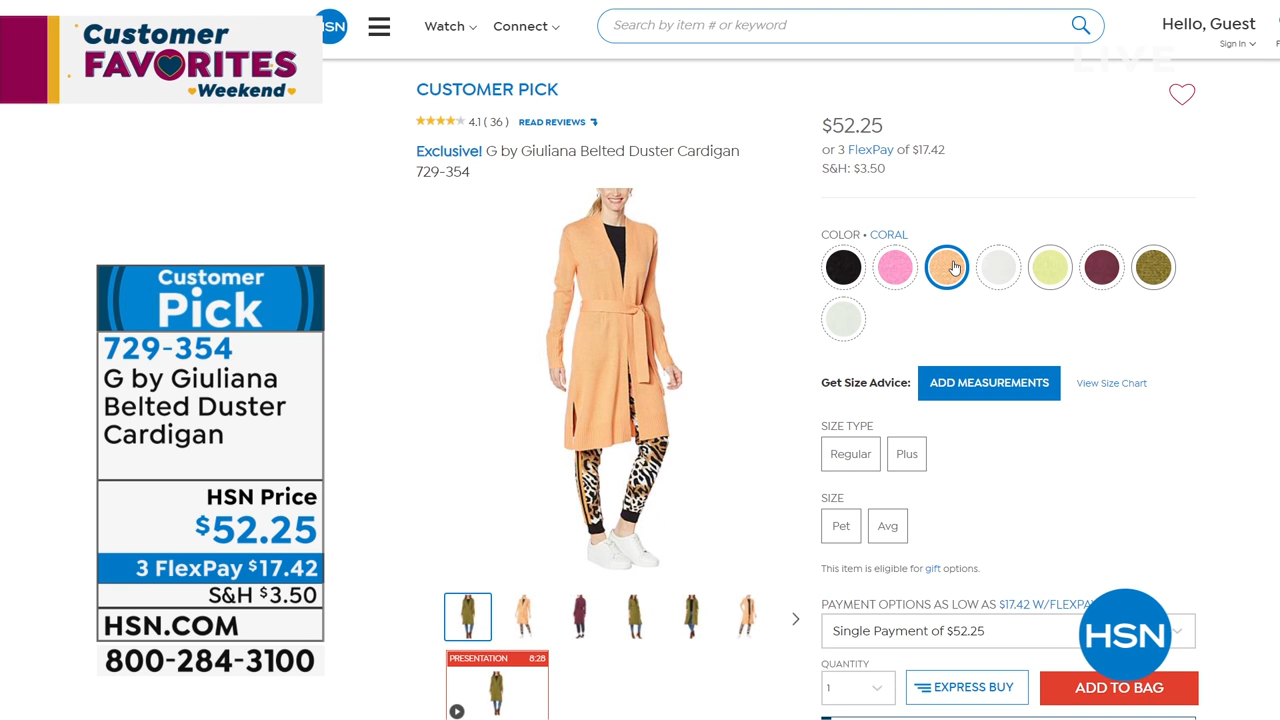 Customer
FAVORITES
Weekend
HSN
Watch
Connect
Search by item # or keyword
Hello, Guest
Sign In
LIVE
CUSTOMER PICK
4.1 ( 36 ) READ REVIEWS
Exclusive! G by Giuliana Belted Duster Cardigan
729-354
$52.25
or 3 FlexPay of $17.42
S&H: $3.50
COLOR • CORAL
Get Size Advice: ADD MEASUREMENTS View Size Chart
SIZE TYPE
Regular Plus
SIZE
Pet Avg
This item is eligible for gift options.
PAYMENT OPTIONS AS LOW AS $17.42 W/FLEXPA
Single Payment of $52.25
QUANTITY
1
EXPRESS BUY
ADD TO BAG
HSN
PRESENTATION 8:28
Customer
Pick
729-354
G by Giuliana
Belted Duster
Cardigan
HSN Price
$52.25
3 FlexPay $17.42
S&H $3.50
HSN.COM
800-284-3100